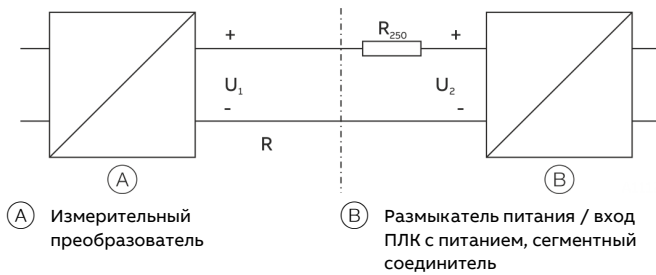 R₂₅₀
+ +
U₁ U₂
- -
R
A B
A Измерительный
преобразователь
B Размыкатель питания / вход
ПЛК с питанием, сегментный
соединитель